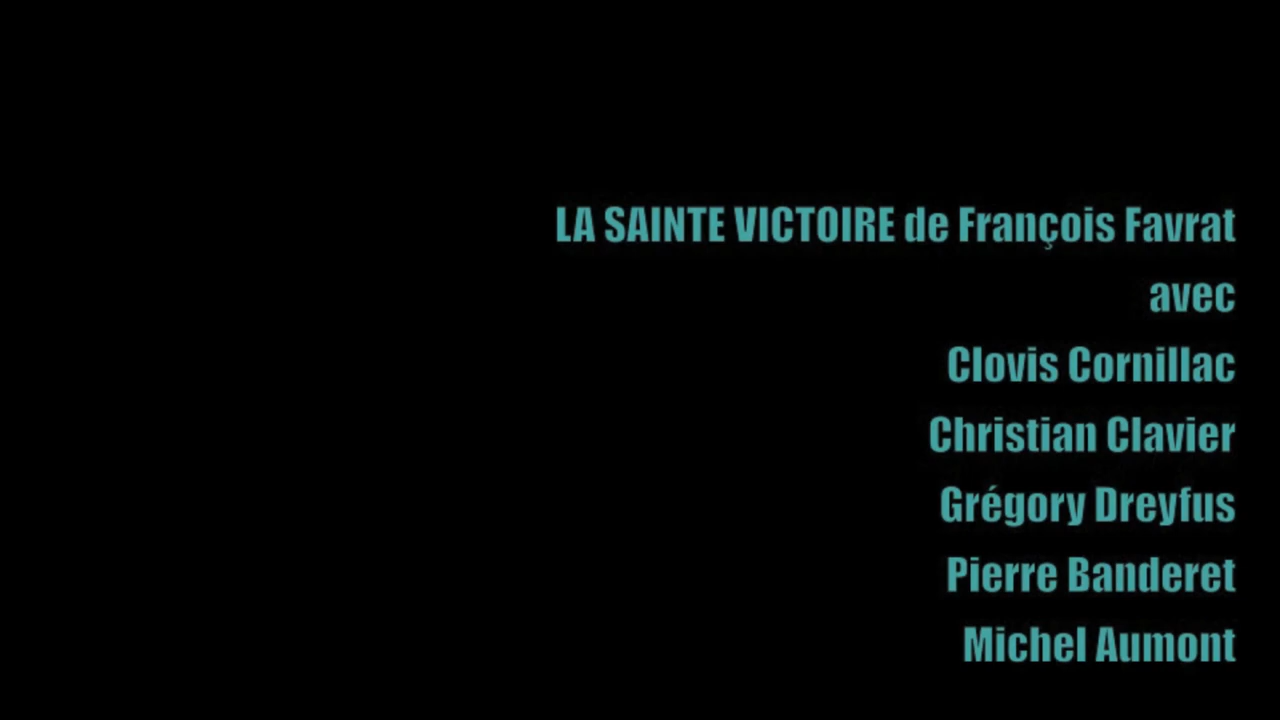 LA SAINTE VICTOIRE de François Favrat
avec
Clovis Cornillac
Christian Clavier
Grégory Dreyfus
Pierre Banderet
Michel Aumont